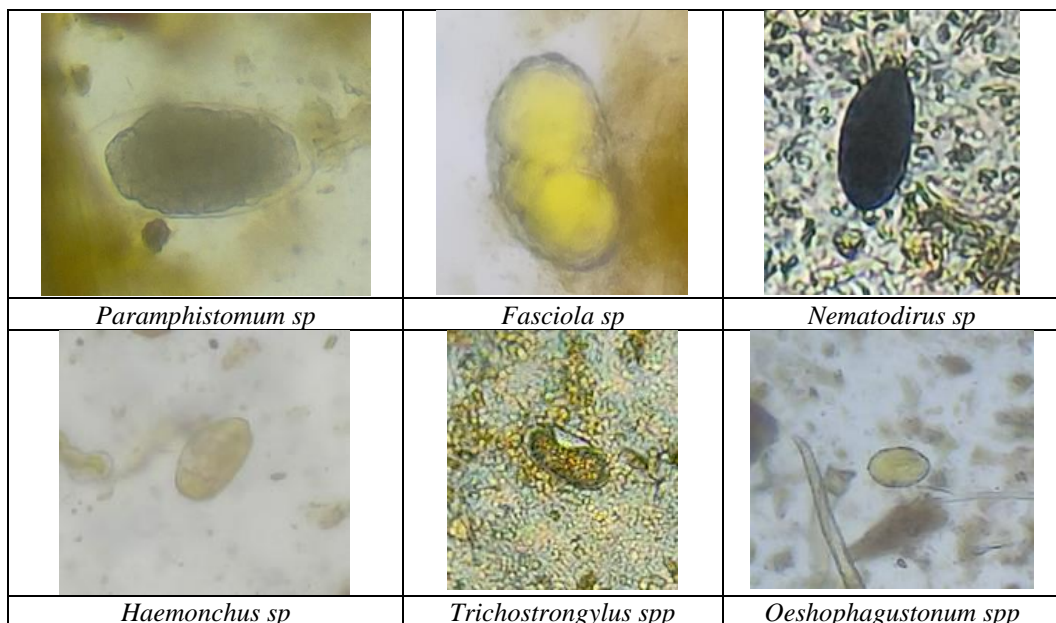 Paramphistomum sp
Fasciola sp
Nematodirus sp
Haemonchus sp
Trichostrongylus spp
Oeshophagustonum spp